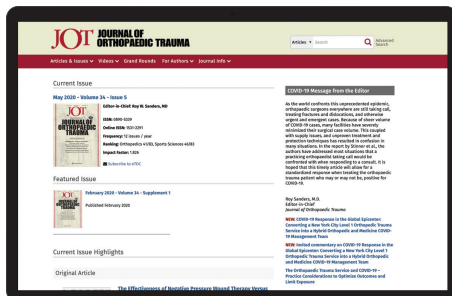 JOT JOURNAL OF
ORTHOPAEDIC TRAUMA
Articles Search Advanced
Search
Articles & Issues Videos Grand Rounds For Authors Journal Info
Current Issue
May 2020 - Volume 34 - Issue 5
Editor-in-Chief: Roy W. Sanders, MD
ISSN: 0890-5339
Online ISSN: 1531-2291
Frequency: 12 issues / year
Ranking: Orthopedics 41/83, Sports Sciences 46/83
Impact Factor: 1.826
Subscribe to eTOC
JOT
JOURNAL OF
ORTHOPAEDIC
TRAUMA
Featured Issue
February 2020 - Volume 34 - Supplement 1
Published February 2020
Current Issue Highlights
Original Article
The Effectiveness of Negative Pressure Wound Therapy Versus
COVID-19 Message from the Editor
As the world confronts this unprecedented epidemic,
orthopaedic surgeons everywhere are still taking call,
treating fractures and dislocations, and otherwise
urgent and emergent cases. Because of sheer volume
of COVID-19 cases, many facilities have severely
minimized their surgical case volume. This coupled
with supply issues, and unproven treatment and
protection techniques has resulted in confusion in
many situations. In the report by Stinner et al., the
authors have addressed most situations that a
practicing orthopaedist taking call would be
confronted with when responding to a consult. It is
hoped that this timely article will allow for a
standardized response when treating the orthopaedic
trauma patient who may or may not be, positive for
COVID-19.
Roy Sanders, M.D.
Editor-in-Chief
Journal of Orthopaedic Trauma
NEW: COVID-19 Response in the Global Epicenter:
Converting a New York City Level 1 Orthopedic Trauma
Service into a Hybrid Orthopedic and Medicine COVID-
19 Management Team
NEW: Invited commentary on COVID-19 Response in the
Global Epicenter: Converting a New York City Level 1
Orthopedic Trauma Service into a Hybrid Orthopedic
and Medicine COVID-19 Management Team
The Orthopaedic Trauma Service and COVID-19 –
Practice Considerations to Optimize Outcomes and
Limit Exposure